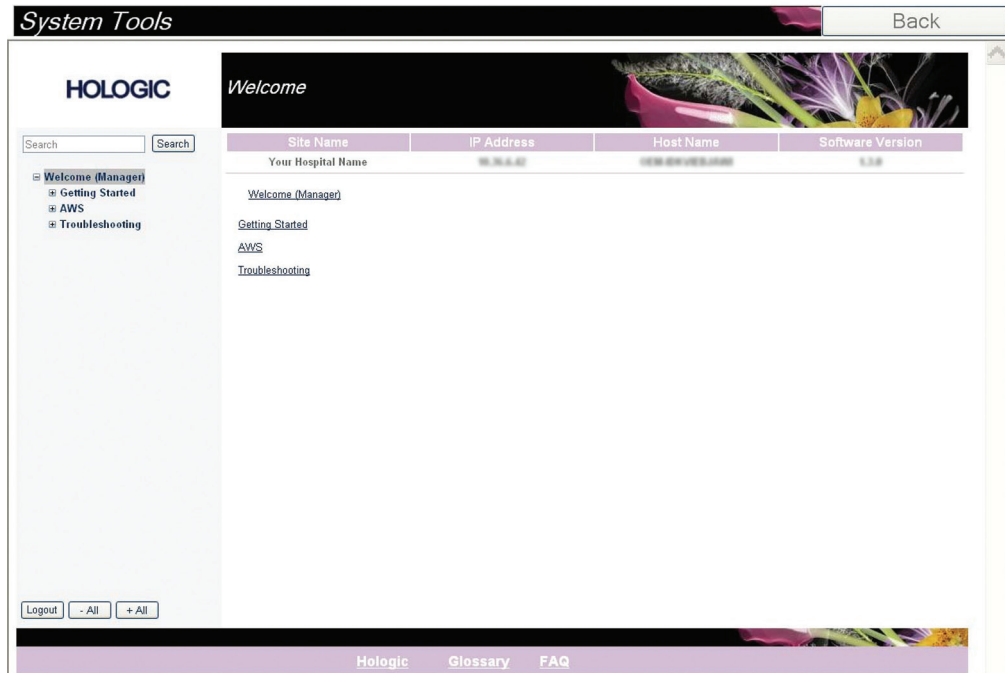 System Tools
Back
HOLOGIC
Welcome
Search
Search
Site Name
IP Address
Host Name
Software Version
Your Hospital Name
Welcome (Manager)
Getting Started
AWS
Troubleshooting
Welcome (Manager)
Getting Started
AWS
Troubleshooting
Logout
- All
+ All
Hologic
Glossary
FAQ